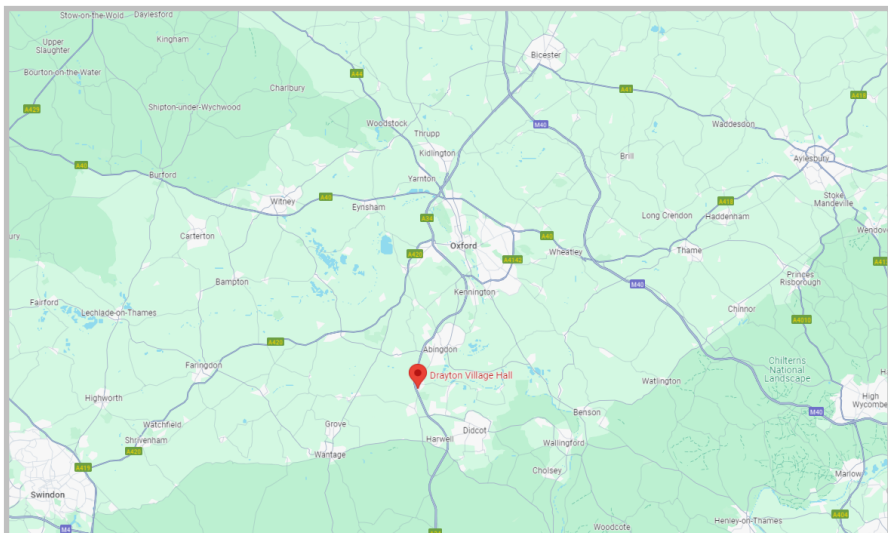 Stow-on-the-Wold
Daylesford
Kingham
Upper
Slaughter
Bourton-on-the-Water
A429
Shipton-under-Wychwood
Charlbury
A44
Bicester
A41
A418
Woodstock
Thrupp
Kidlington
M40
Waddesdon
Brill
Aylesbury
A40
Burford
Yarnton
Witney
A40
Eynsham
Stoke
Mandeville
A418
Haddenham
Long Crendon
Wendov
A34
Oxford
A40
Wheatley
Thame
Carterton
A420
A4142
A41
Bampton
Kennington
M40
Princes
Risborough
Fairford
Lechlade-on-Thames
Chinnor
A4010
A420
Abingdon
Chilterns
National
Landscape
Faringdon
Drayton Village Hall
Watlington
Highworth
High
Wycombe
M40
Benson
Watchfield
Shrivenham
A420
Grove
Wantage
Harwell
Didcot
Wallingford
Cholsey
A419
Swindon
Marlow
M4
Woodcote
Henley-on-Thames
A404